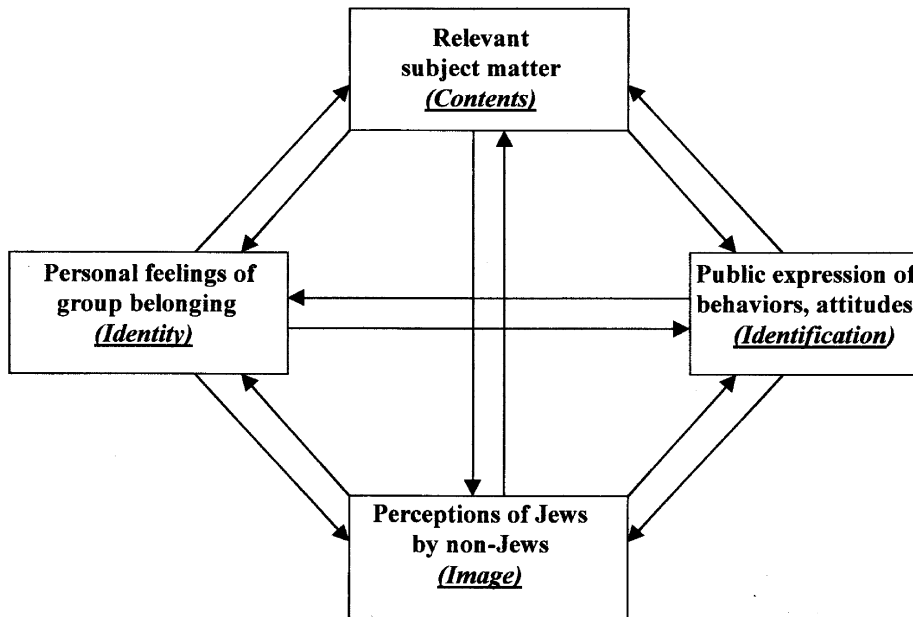 Relevant
subject matter
(Contents)
Personal feelings of
group belonging
(Identity)
Public expression of
behaviors, attitudes
(Identification)
Perceptions of Jews
by non-Jews
(Image)